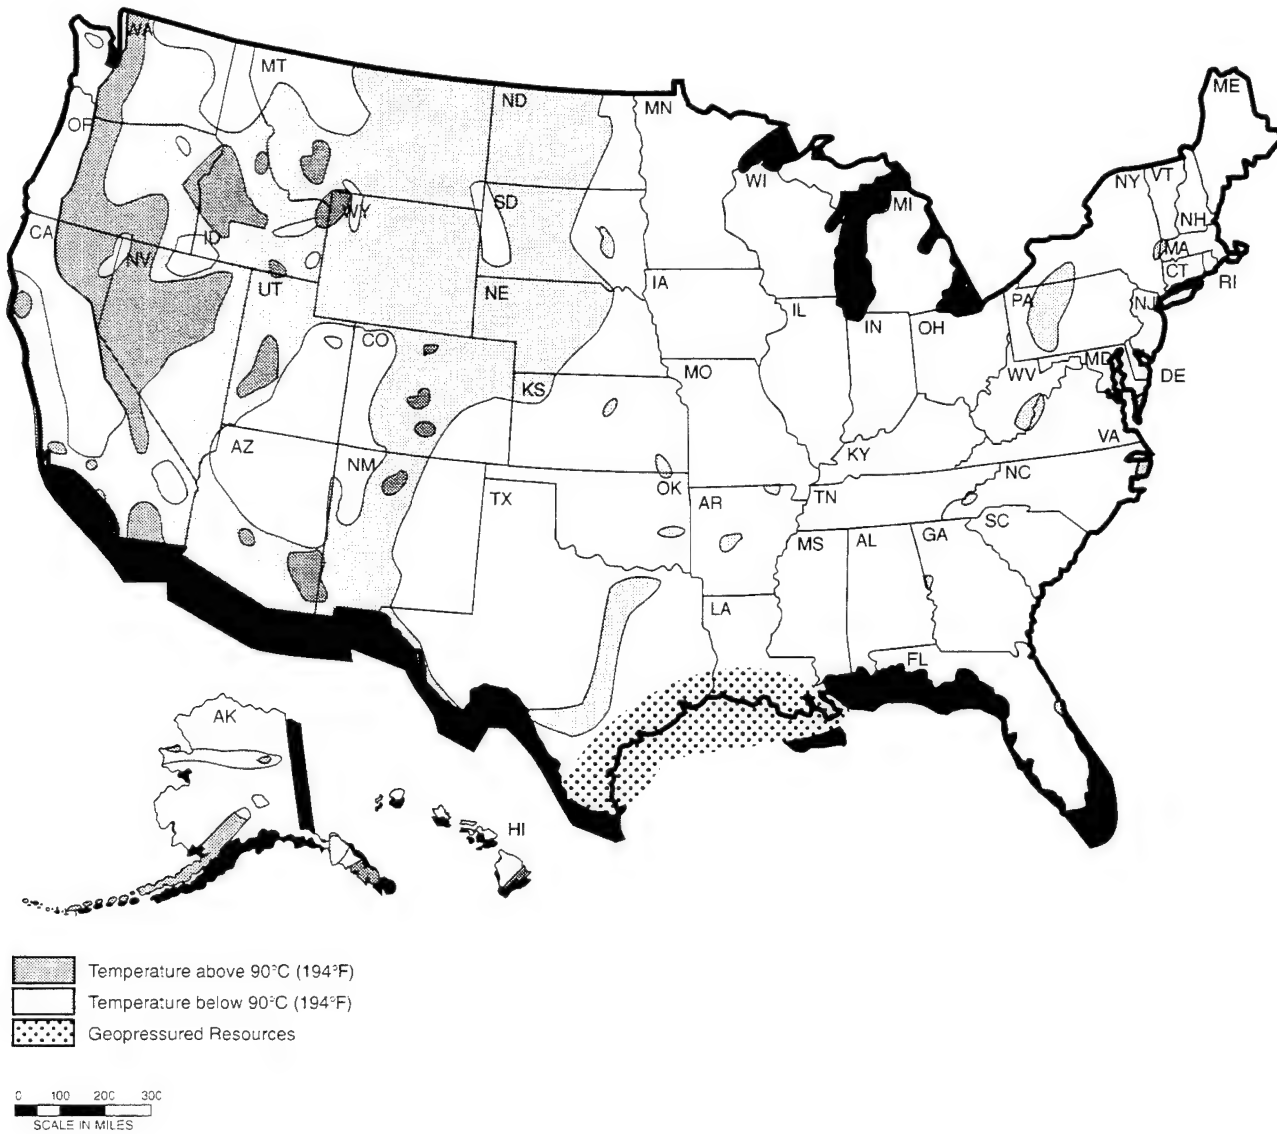 WA
MT
ND
MN
ME
OR
WI
MI
NY
VT
NH
MA
CT
RI
CA
ID
WY
SD
NV
UT
NE
IA
IL
IN
OH
PA
NJ
CO
KS
MO
WV
MD
DE
AZ
NM
KY
VA
TX
OK
AR
TN
NC
MS
AL
GA
SC
LA
FL
AK
HI
Temperature above 90°C (194°F)
Temperature below 90°C (194°F)
Geopressured Resources
0 100 200 300
SCALE IN MILES